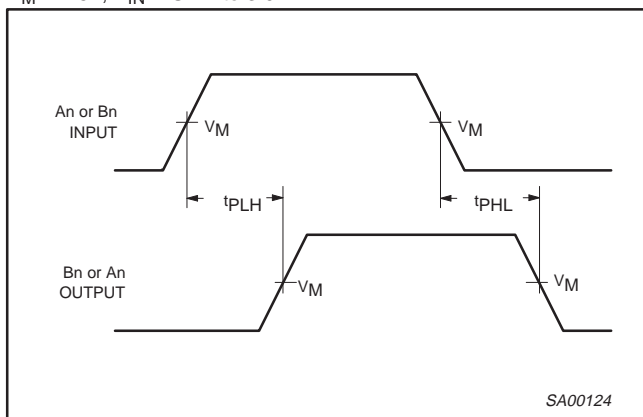 An or Bn
INPUT
VM
VM
tPLH
tPHL
Bn or An
OUTPUT
VM
VM
SA00124